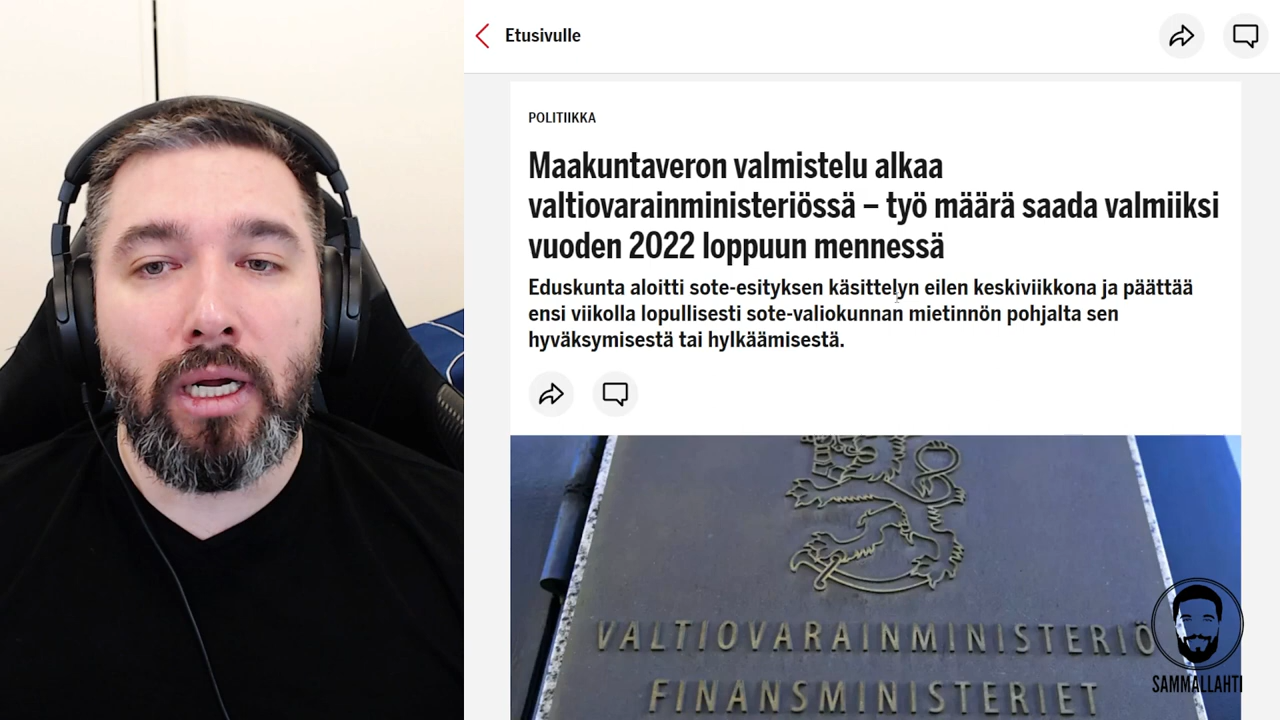 Etusivulle
POLITIIKKA
Maakuntaveron valmistelu alkaa
valtiovarainministeriössä – työ määrä saada valmiiksi
vuoden 2022 loppuun mennessä
Eduskunta aloitti sote-esityksen käsittelyn eilen keskiviikkona ja päättää
ensi viikolla lopullisesti sote-valiokunnan mietinnön pohjalta sen
hyväksymisestä tai hylkäämisestä.
VALTIOVARAINMINISTERIÖ
FINANSMINISTERIET
SAMMALLAHTI